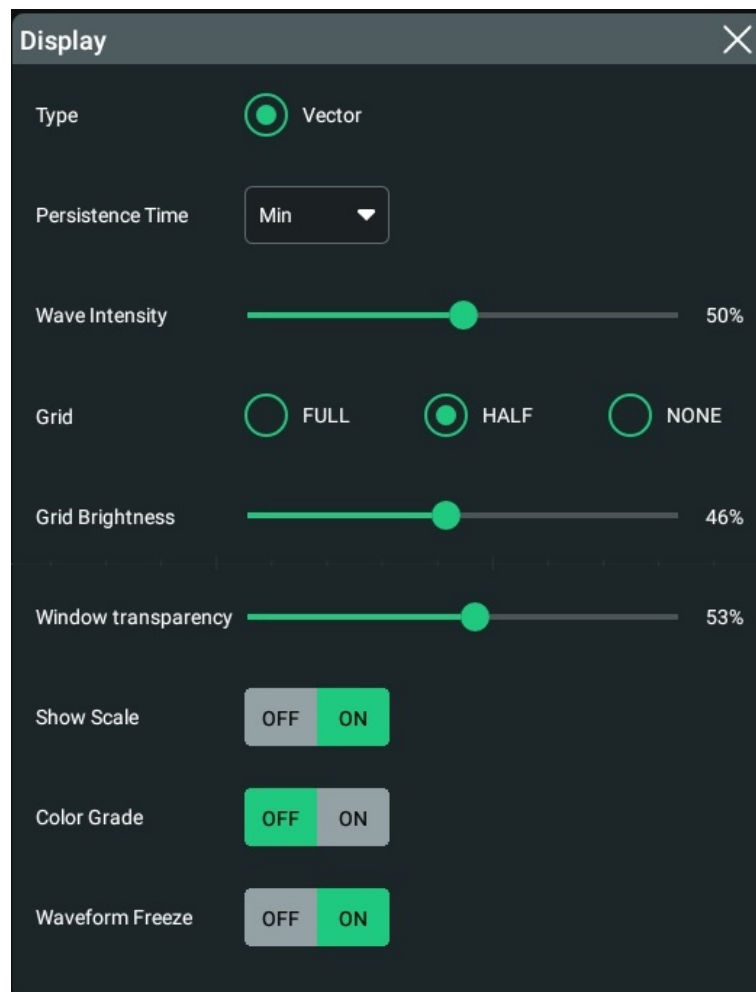 Display
Type Vector
Persistence Time Min
Wave Intensity 50%
Grid FULL HALF NONE
Grid Brightness 46%
Window transparency 53%
Show Scale OFF ON
Color Grade OFF ON
Waveform Freeze OFF ON